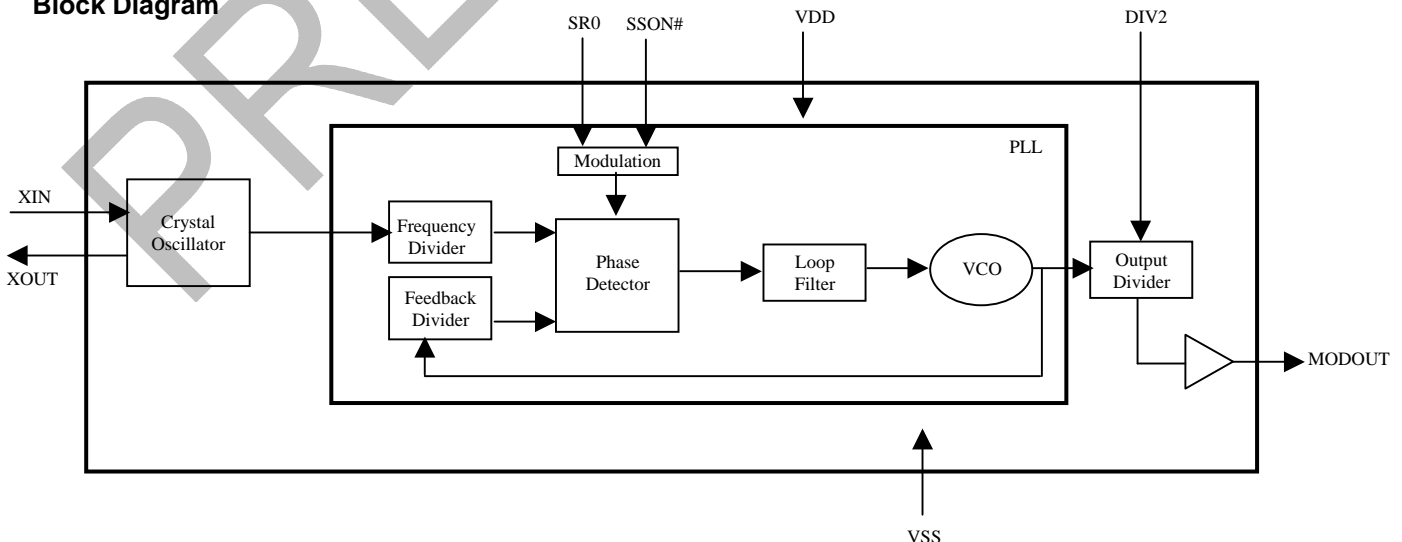 Block Diagram
SR0
SSON#
VDD
DIV2
PLL
Modulation
XIN
XOUT
Crystal
Oscillator
Frequency
Divider
Feedback
Divider
Phase
Detector
Loop
Filter
VCO
Output
Divider
MODOUT
VSS